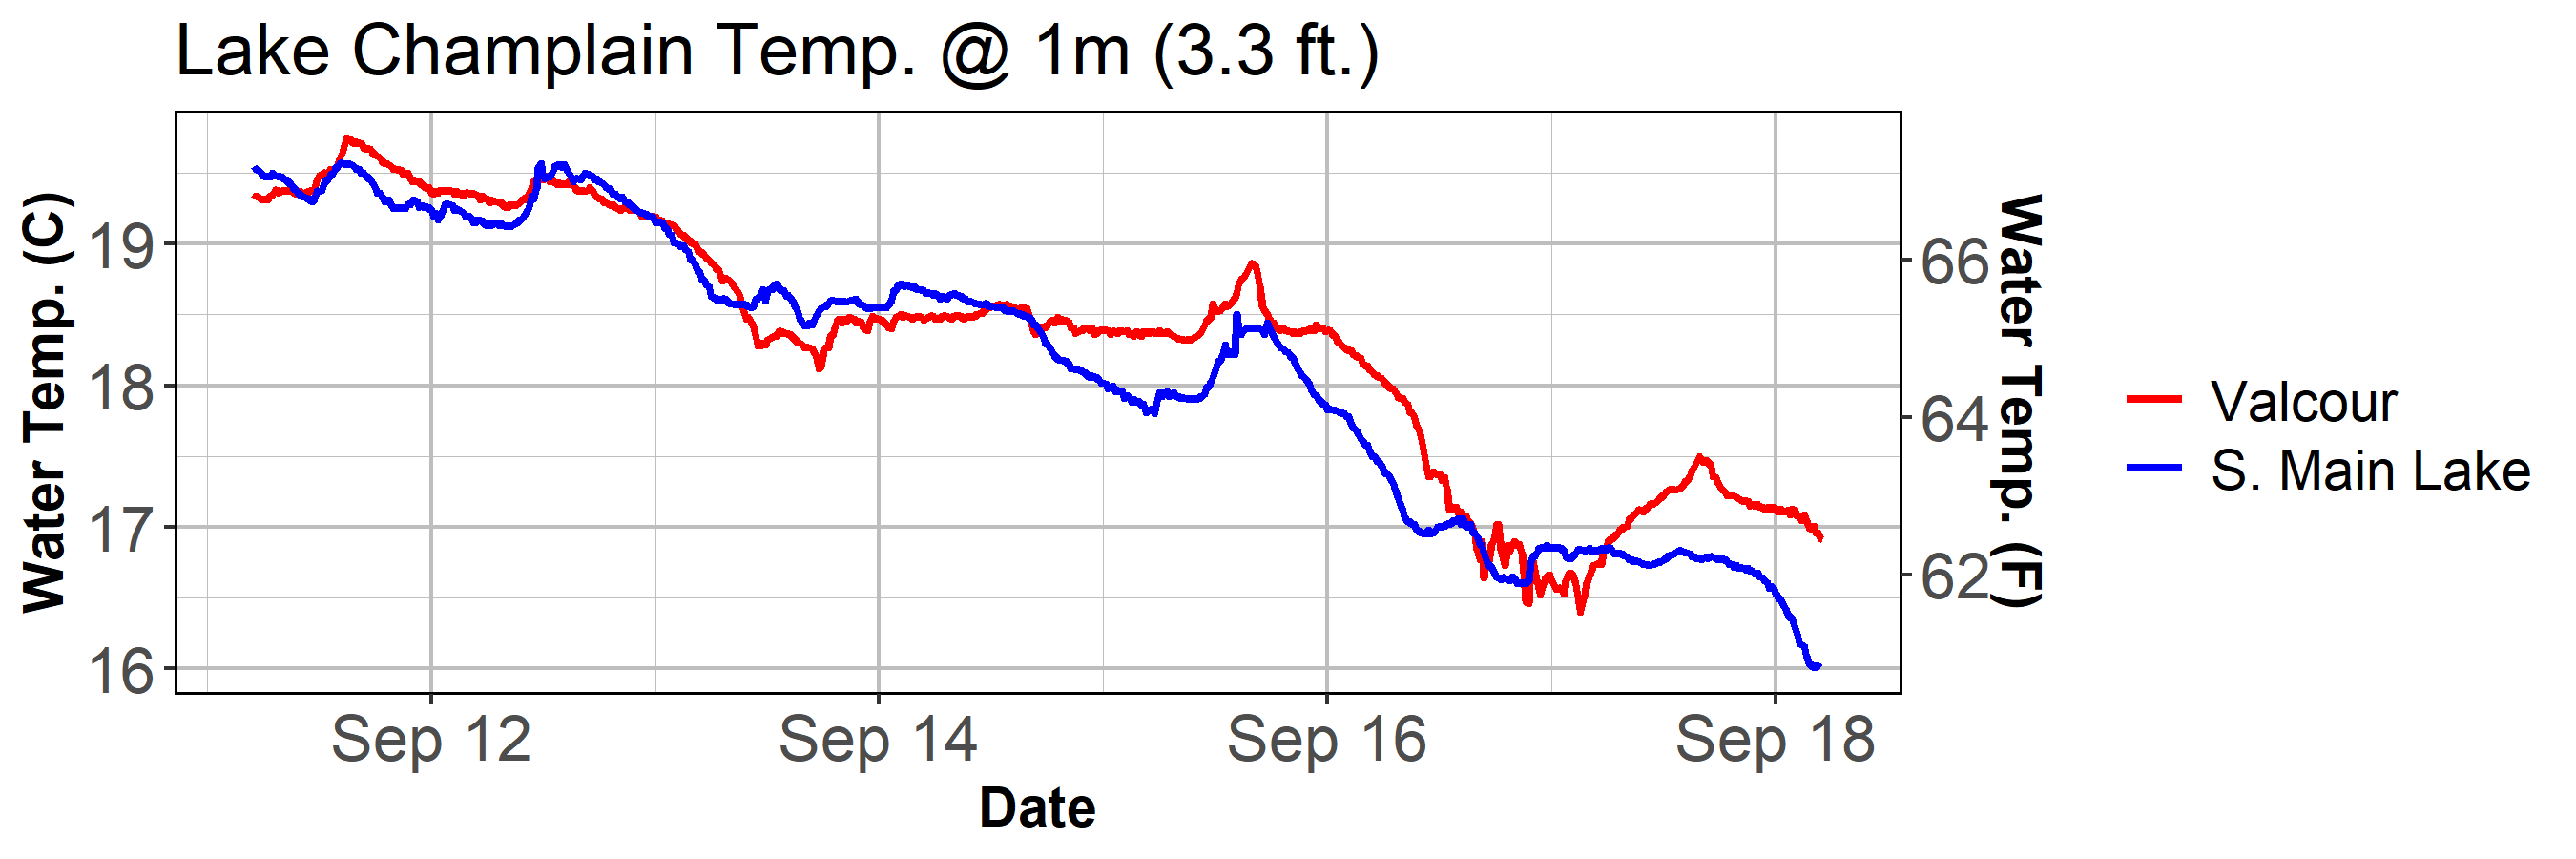 Lake Champlain Temp. @ 1m (3.3 ft.)
Water Temp. (C)
19
18
17
16
66
64
62
Water Temp. (F)
Sep 12
Sep 14
Sep 16
Sep 18
Date
Valcour
S. Main Lake